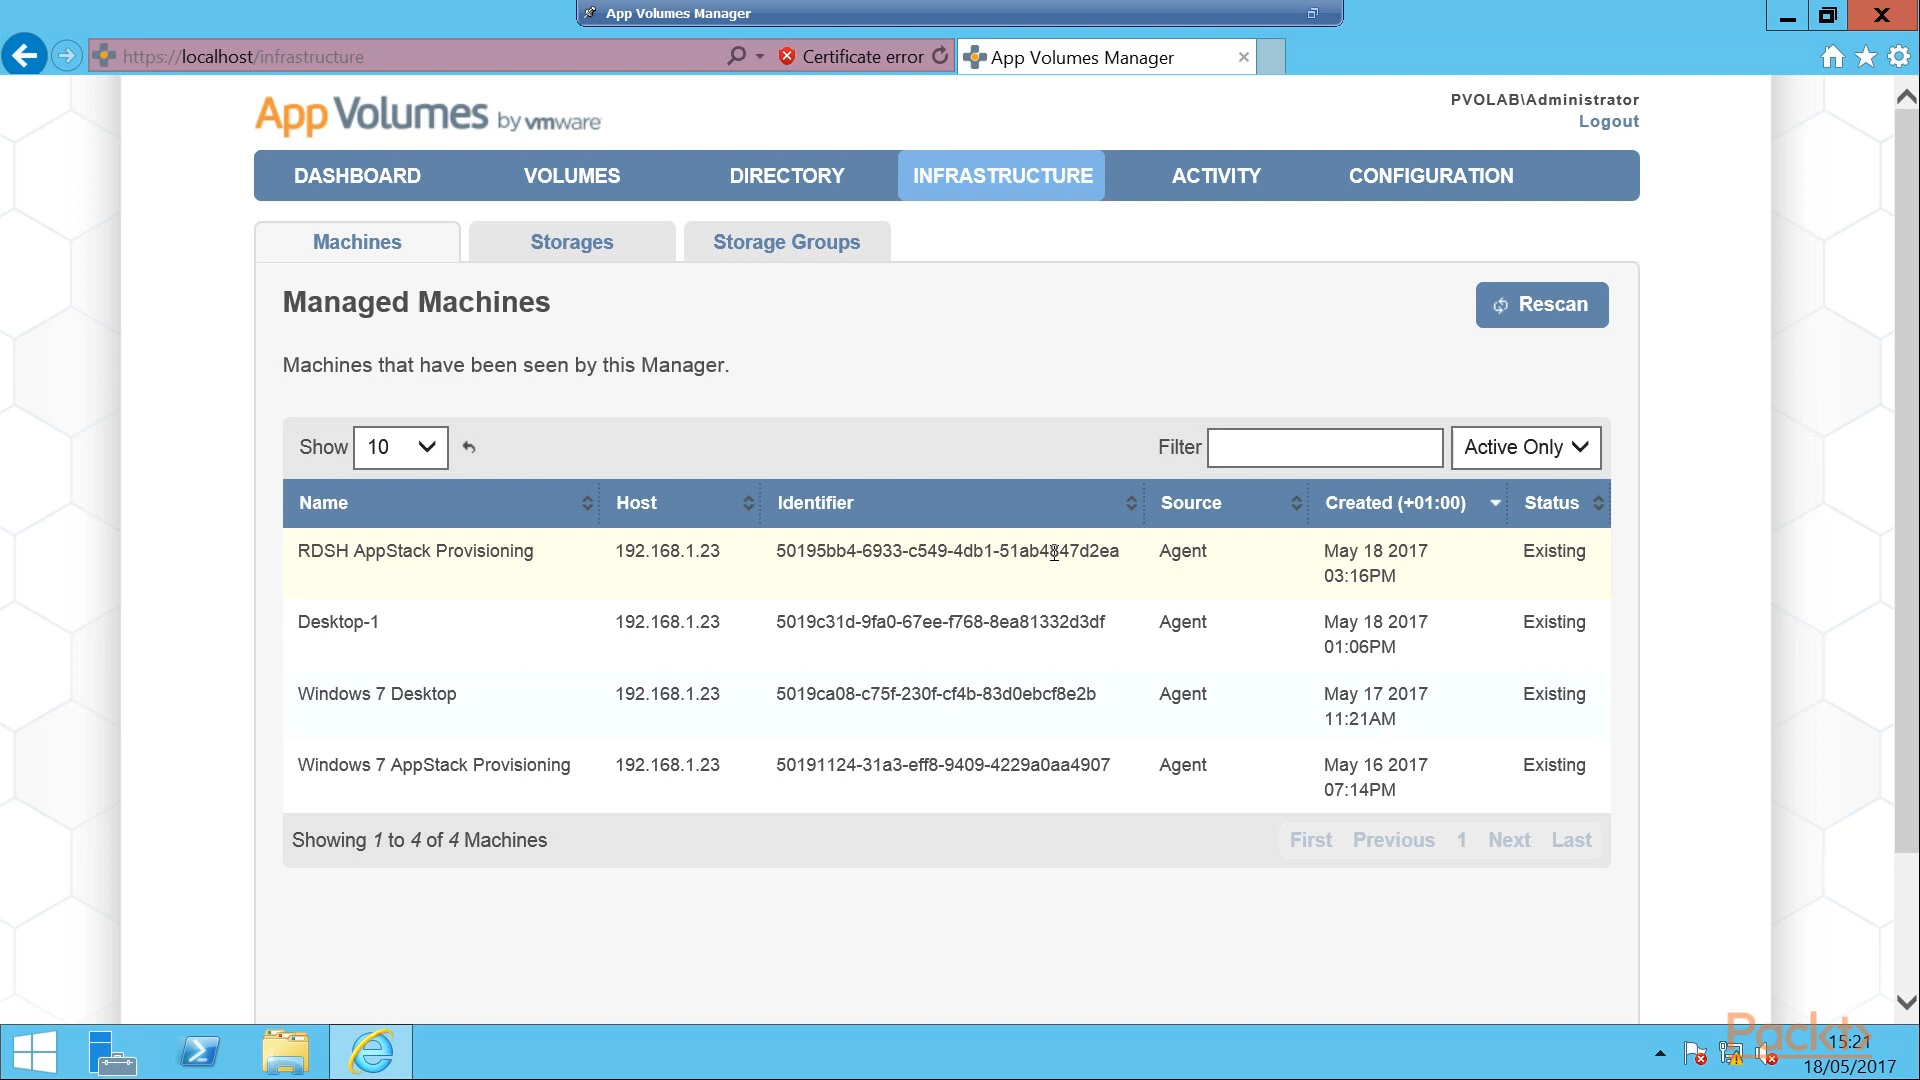 App Volumes Manager
https://localhost/infrastructure
Certificate error
App Volumes Manager
App Volumes by vmware
PVOLAB\Administrator
Logout
DASHBOARD VOLUMES DIRECTORY INFRASTRUCTURE ACTIVITY CONFIGURATION
Machines Storages Storage Groups
Managed Machines
Rescan
Machines that have been seen by this Manager.
Show 10 Filter Active Only
Name Host Identifier Source Created (+01:00) Status
RDSH AppStack Provisioning 192.168.1.23 50195bb4-6933-c549-4db1-51ab4847d2ea Agent May 18 2017 Existing
03:16PM
Desktop-1 192.168.1.23 5019c31d-9fa0-67ee-f768-8ea81332d3df Agent May 18 2017 Existing
01:06PM
Windows 7 Desktop 192.168.1.23 5019ca08-c75f-230f-cf4b-83d0ebcf8e2b Agent May 17 2017 Existing
11:21AM
Windows 7 AppStack Provisioning 192.168.1.23 50191124-31a3-eff8-9409-4229a0aa4907 Agent May 16 2017 Existing
07:14PM
Showing 1 to 4 of 4 Machines First Previous 1 Next Last
Packt
15:21
18/05/2017